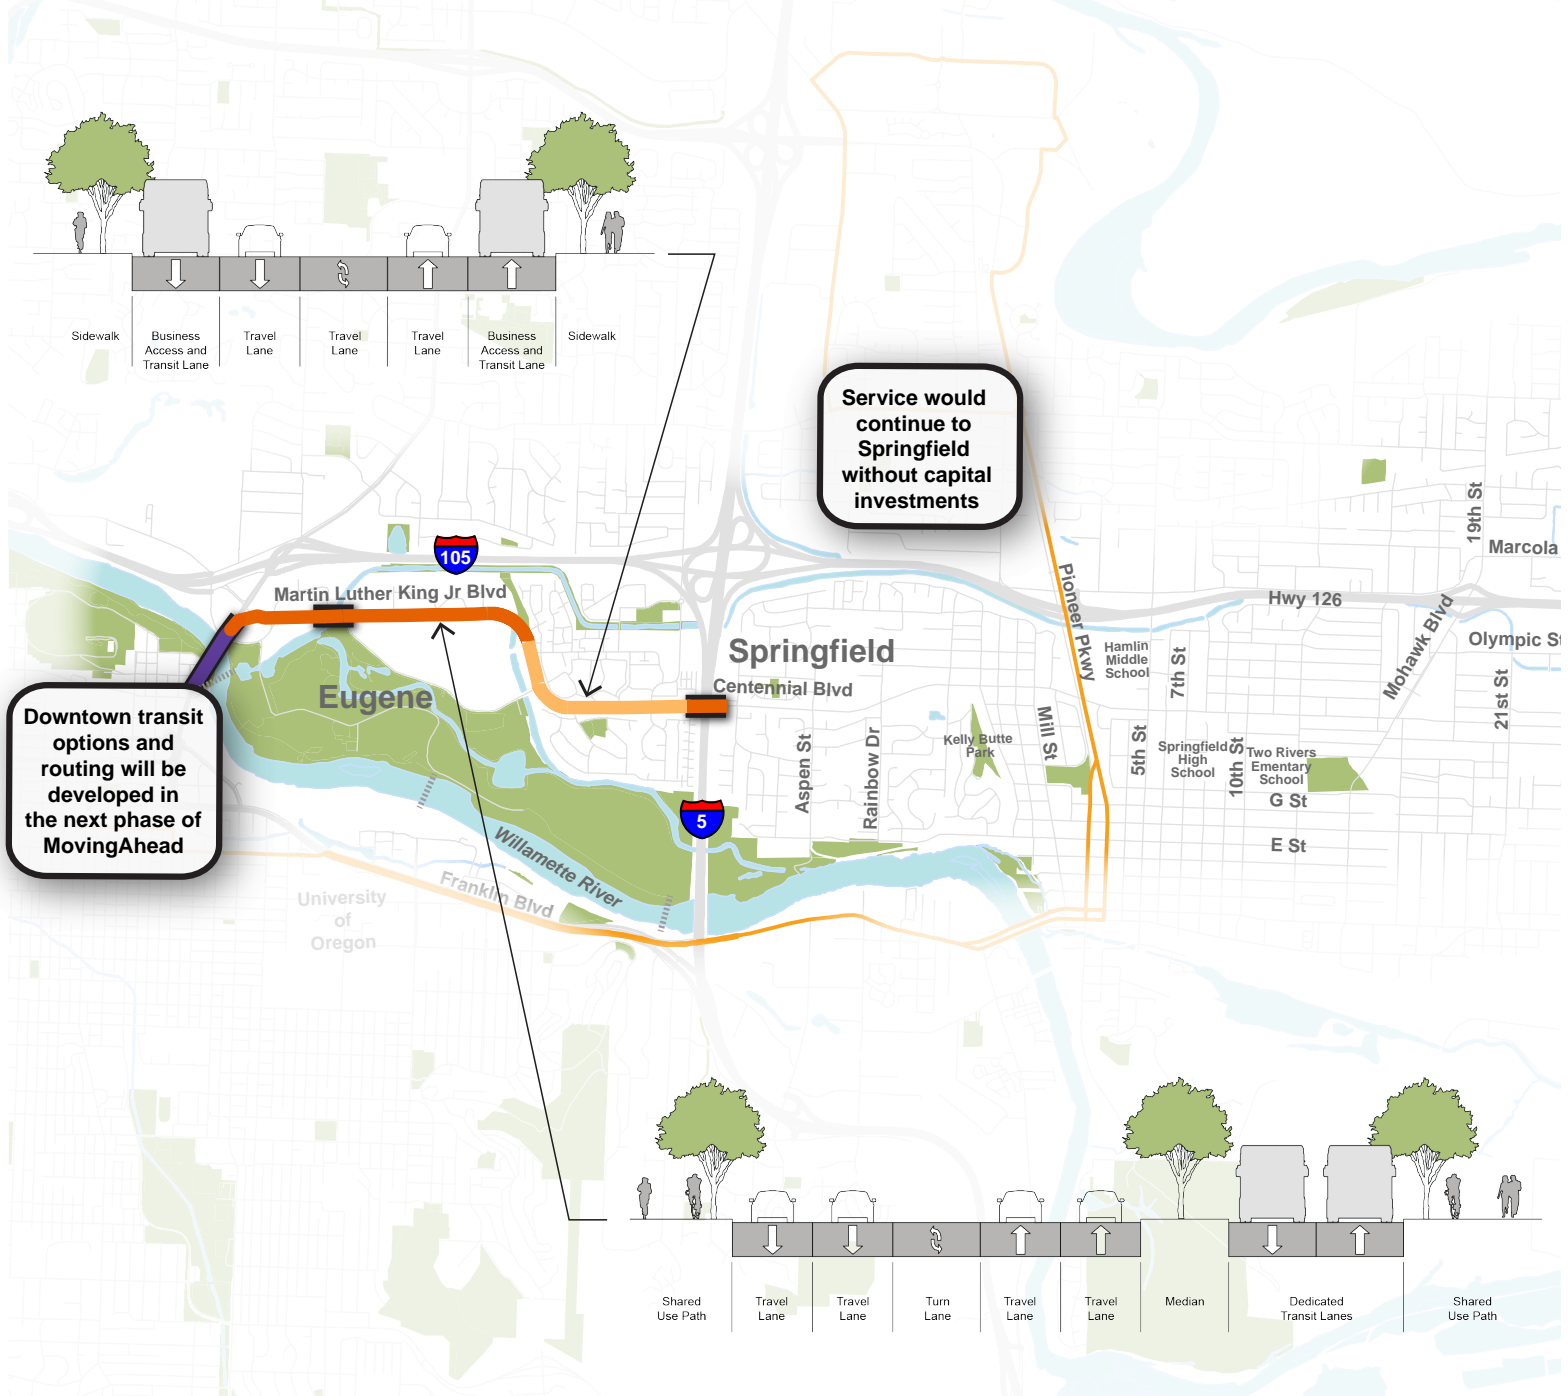 Sidewalk
Business
Access and
Transit Lane
Travel
Lane
Travel
Lane
Travel
Lane
Business
Access and
Transit Lane
Sidewalk
Service would
continue to
Springfield
without capital
investments
105
Martin Luther King Jr Blvd
Eugene
Springfield
Centennial Blvd
Downtown transit
options and
routing will be
developed in
the next phase of
MovingAhead
5
Willamette River
Franklin Blvd
University
of
Oregon
Aspen St
Rainbow Dr
Kelly Butte
Park
Mill St
Pioneer Pkwy
Hamlin
Middle
School
5th St
7th St
Springfield
High
School
10th St
Two Rivers
Ementary
School
G St
E St
Hwy 126
Mohawk Blvd
19th St
Marcola
Olympic St
21st St
Shared
Use Path
Travel
Lane
Travel
Lane
Turn
Lane
Travel
Lane
Travel
Lane
Median
Dedicated
Transit Lanes
Shared
Use Path